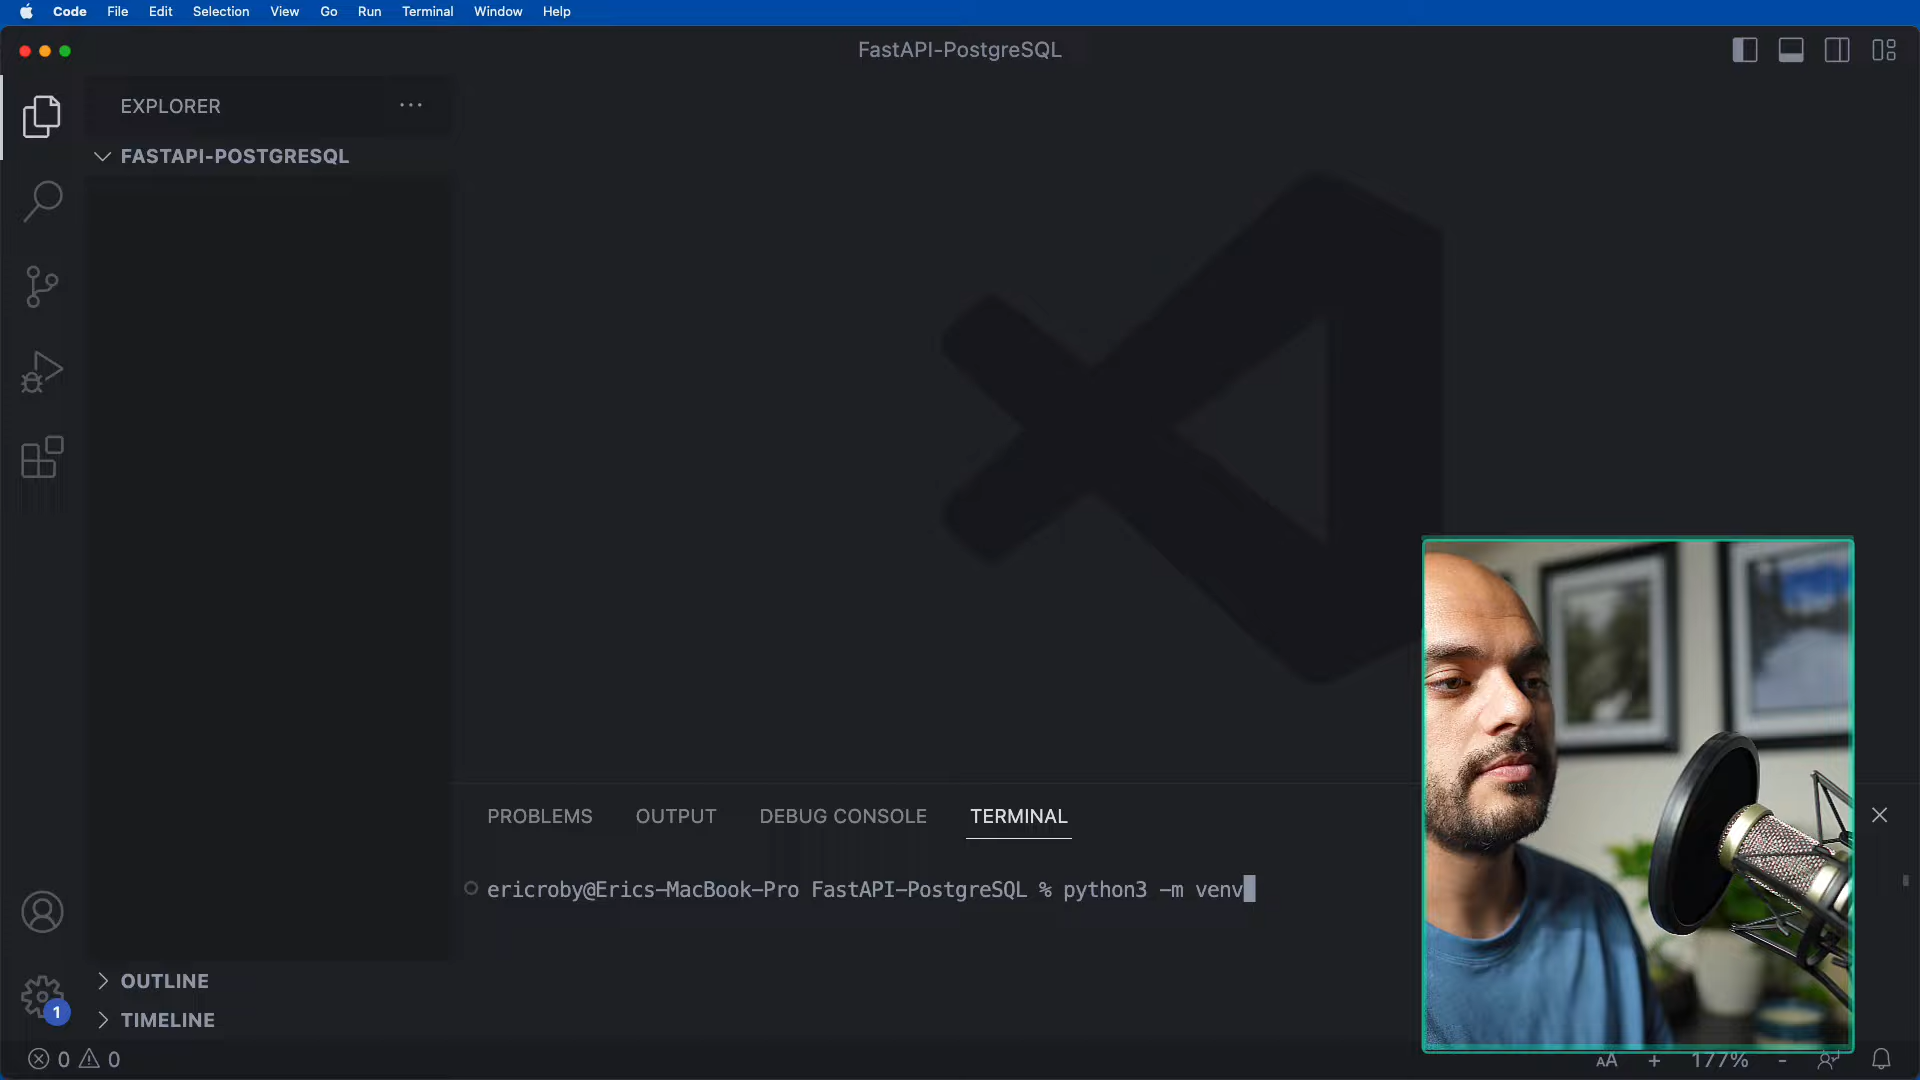 Code File Edit Selection View Go Run Terminal Window Help
FastAPI-PostgreSQL
EXPLORER
FASTAPI-POSTGRESQL
PROBLEMS OUTPUT DEBUG CONSOLE TERMINAL
ericroby@Erics-MacBook-Pro FastAPI-PostgreSQL % python3 -m venv
OUTLINE
1
TIMELINE
0 0
AA + 177% -